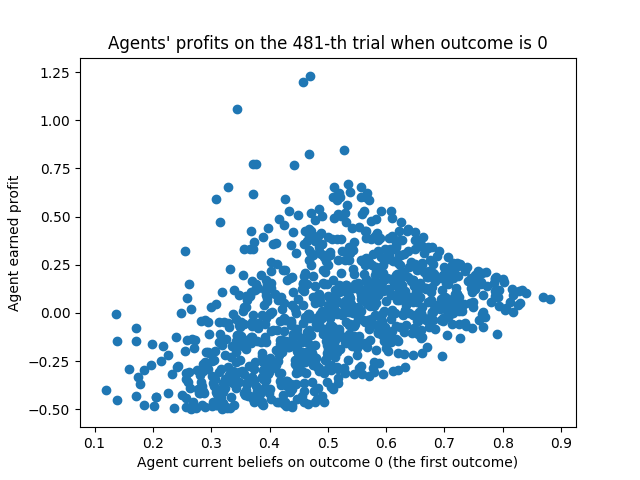 Agents' profits on the 481-th trial when outcome is 0
1.25
1.00
0.75
0.50
0.25
0.00
−0.25
−0.50
Agent earned profit
0.1 0.2 0.3 0.4 0.5 0.6 0.7 0.8 0.9
Agent current beliefs on outcome 0 (the first outcome)